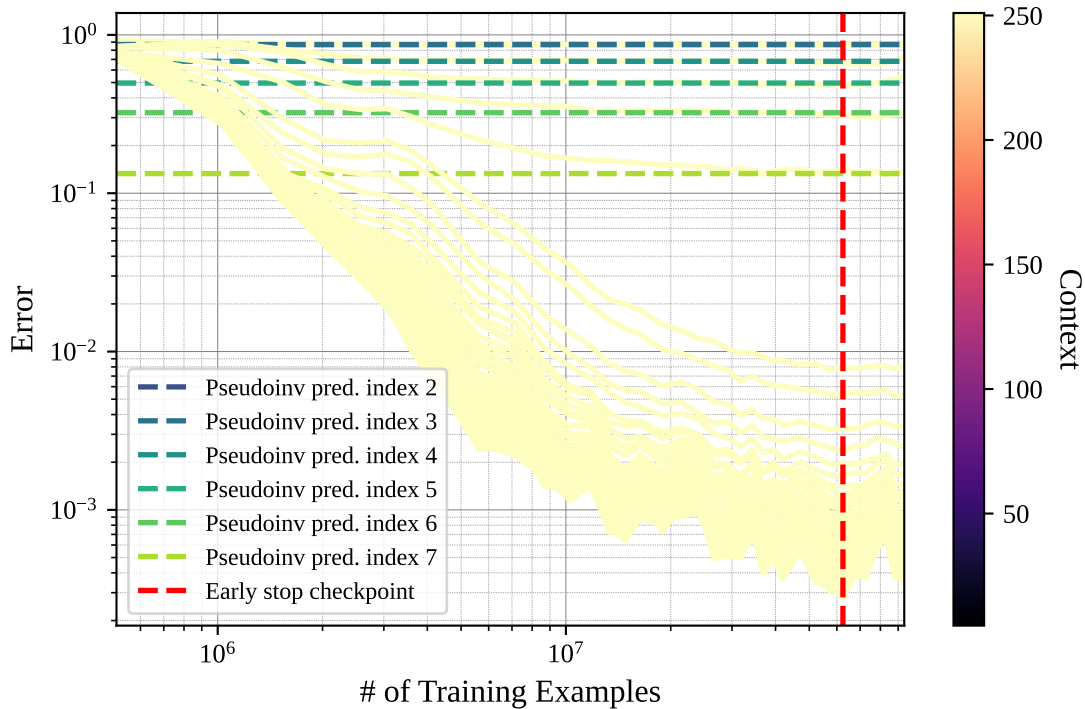 10⁰
10⁻¹
10⁻²
10⁻³
Error
Pseudoinv pred. index 2
Pseudoinv pred. index 3
Pseudoinv pred. index 4
Pseudoinv pred. index 5
Pseudoinv pred. index 6
Pseudoinv pred. index 7
Early stop checkpoint
10⁶
10⁷
# of Training Examples
250
200
150
100
50
Context